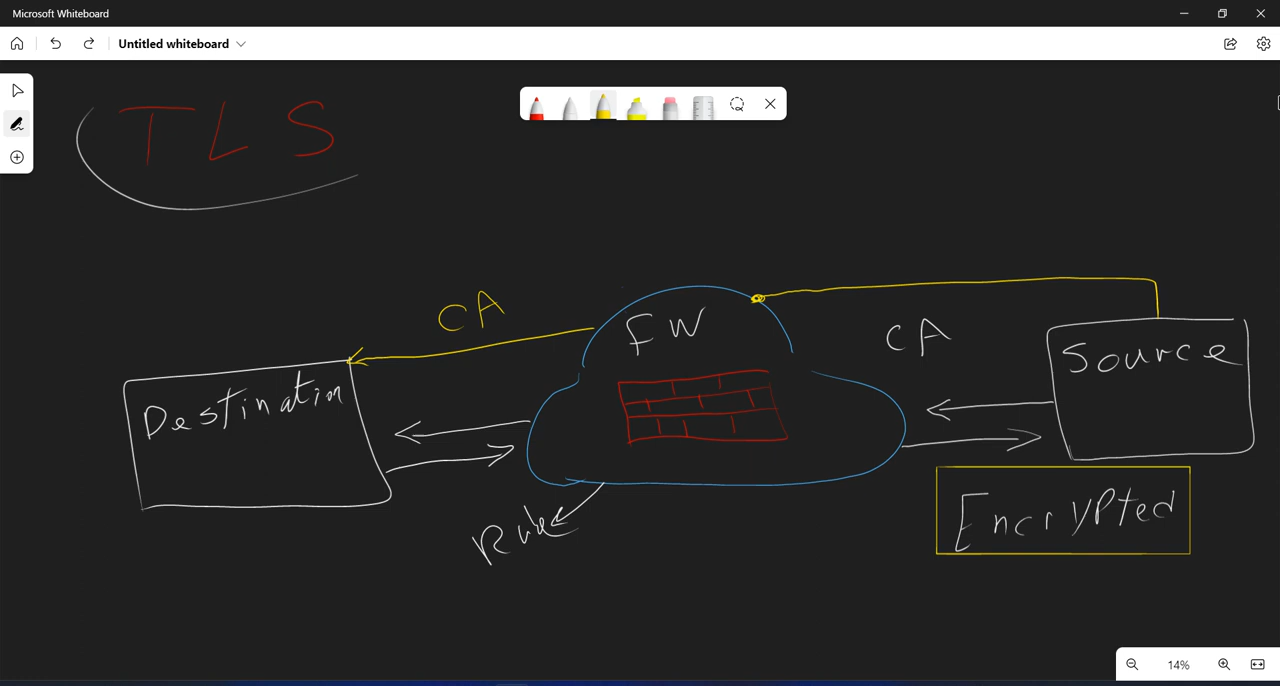 Microsoft Whiteboard
Untitled whiteboard
TLS
CA
FW
CA
Source
Destination
Encrypted
Rule
14%